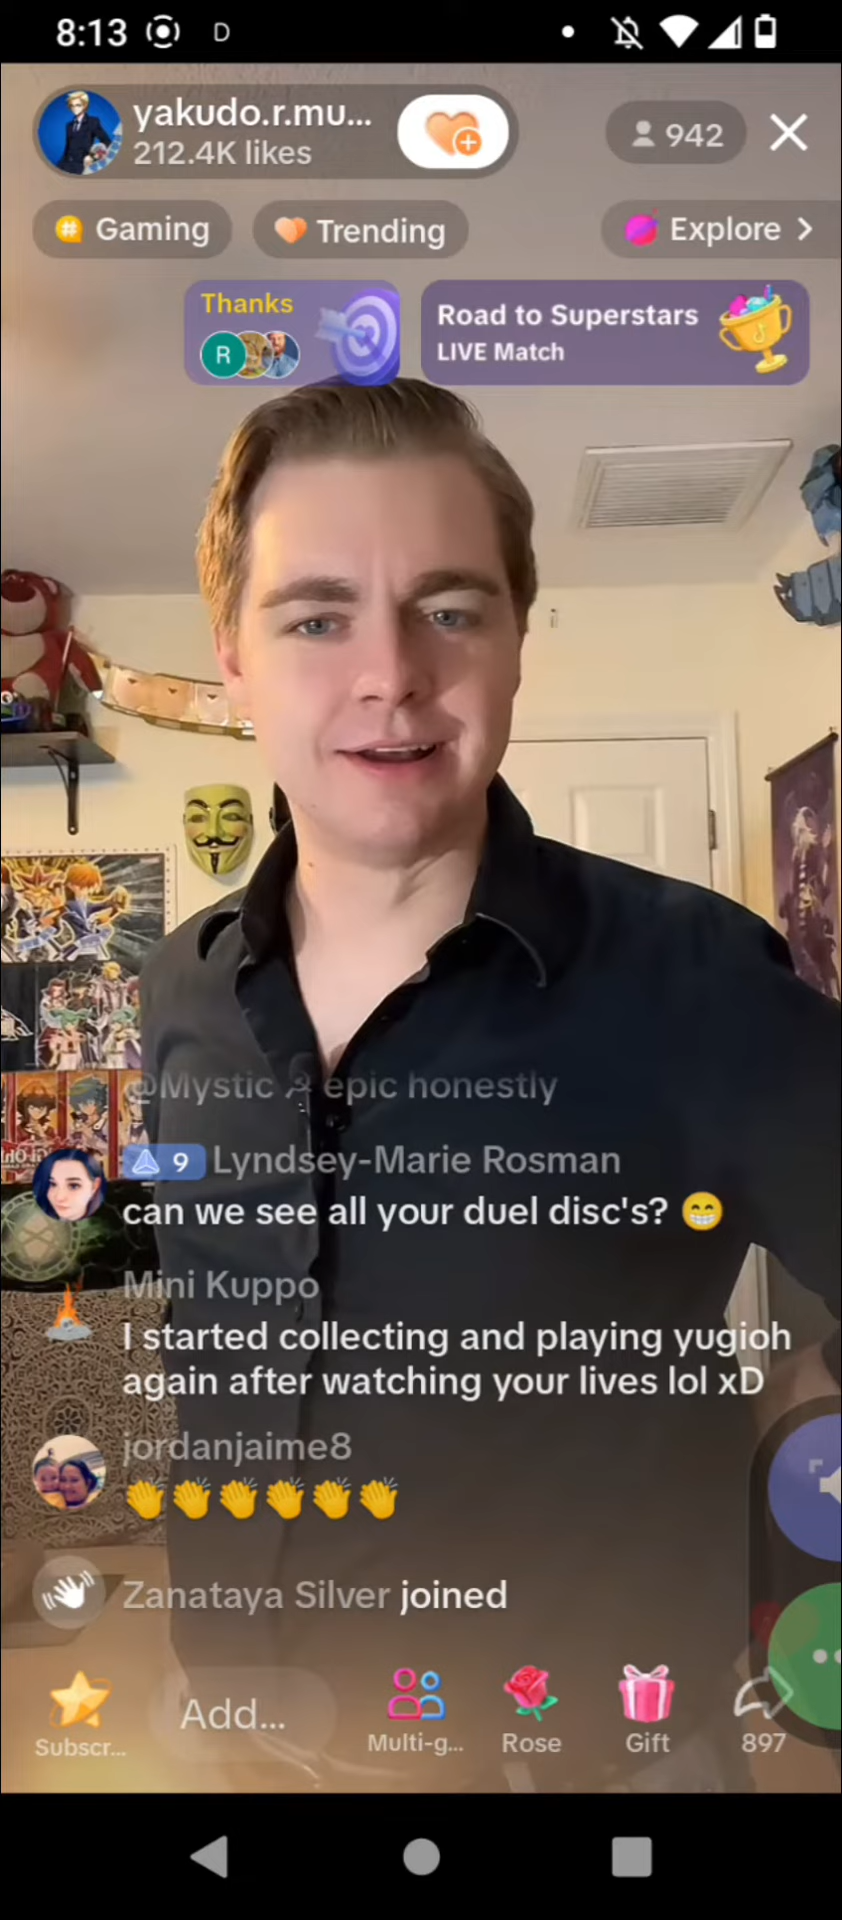 8:13 D
yakudo.r.mu...
212.4K likes
942
Gaming
Trending
Explore >
Thanks
R
Road to Superstars
LIVE Match
@Mystic epic honestly
9 Lyndsey-Marie Rosman
can we see all your duel disc's? 😁
Mini Kuppo
I started collecting and playing yugioh
again after watching your lives lol xD
jordanjaime8
👏👏👏👏👏👏
Zanataya Silver joined
Add...
Subscr...
Multi-g...
Rose
Gift
897